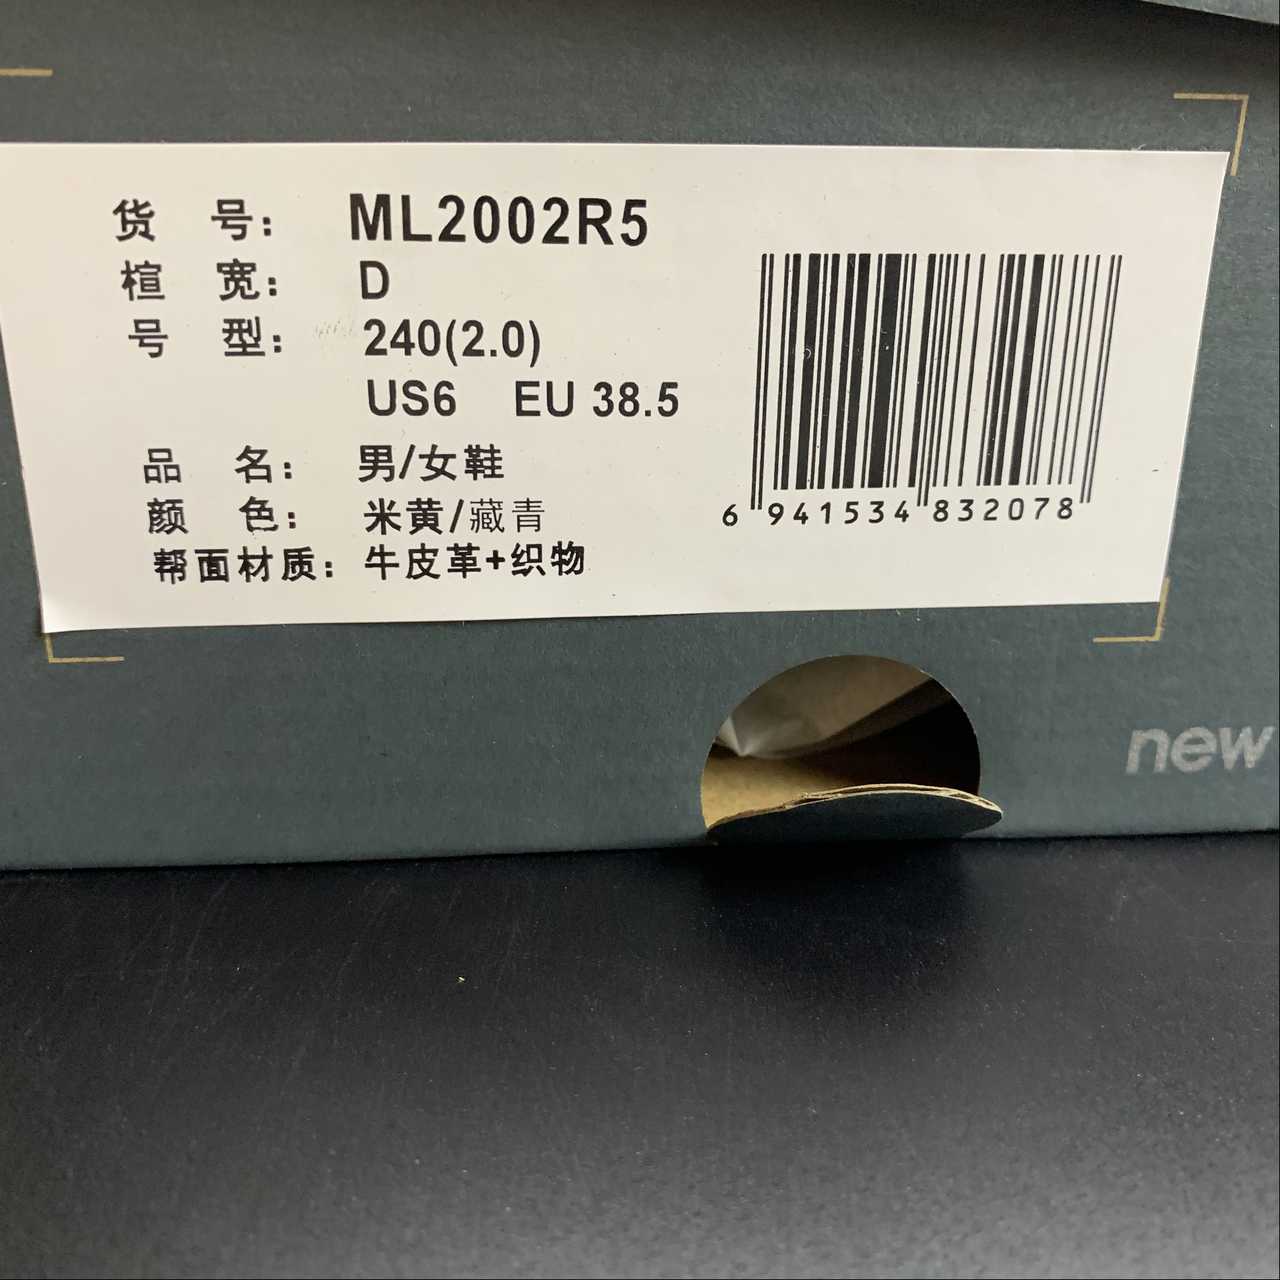 货 号: ML2002R5
楦 宽: D
号 型: 240(2.0)
US6 EU 38.5
品 名: 男/女鞋
颜 色: 米黄/藏青
帮面材质: 牛皮革+织物
6 941534 832078
new